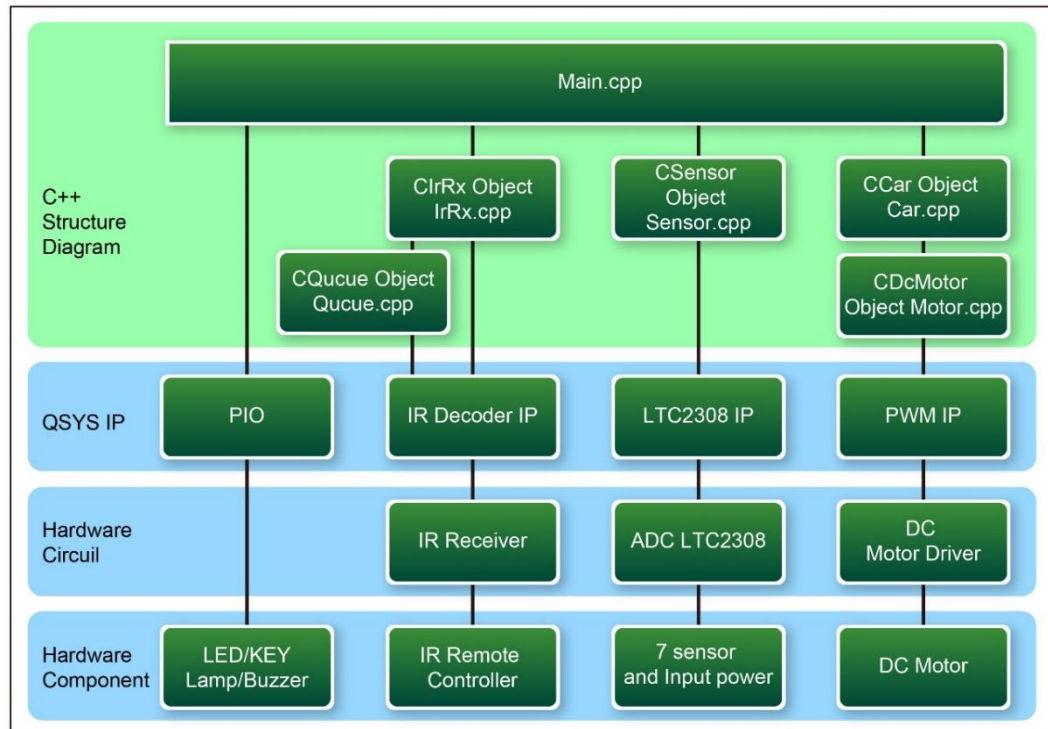 Main.cpp
C++
Structure
Diagram
CIrRx Object
IrRx.cpp
CSensor
Object
Sensor.cpp
CCar Object
Car.cpp
CQucue Object
Qucue.cpp
CDcMotor
Object Motor.cpp
QSYS IP
PIO
IR Decoder IP
LTC2308 IP
PWM IP
Hardware
Circuil
IR Receiver
ADC LTC2308
DC
Motor Driver
Hardware
Component
LED/KEY
Lamp/Buzzer
IR Remote
Controller
7 sensor
and Input power
DC Motor